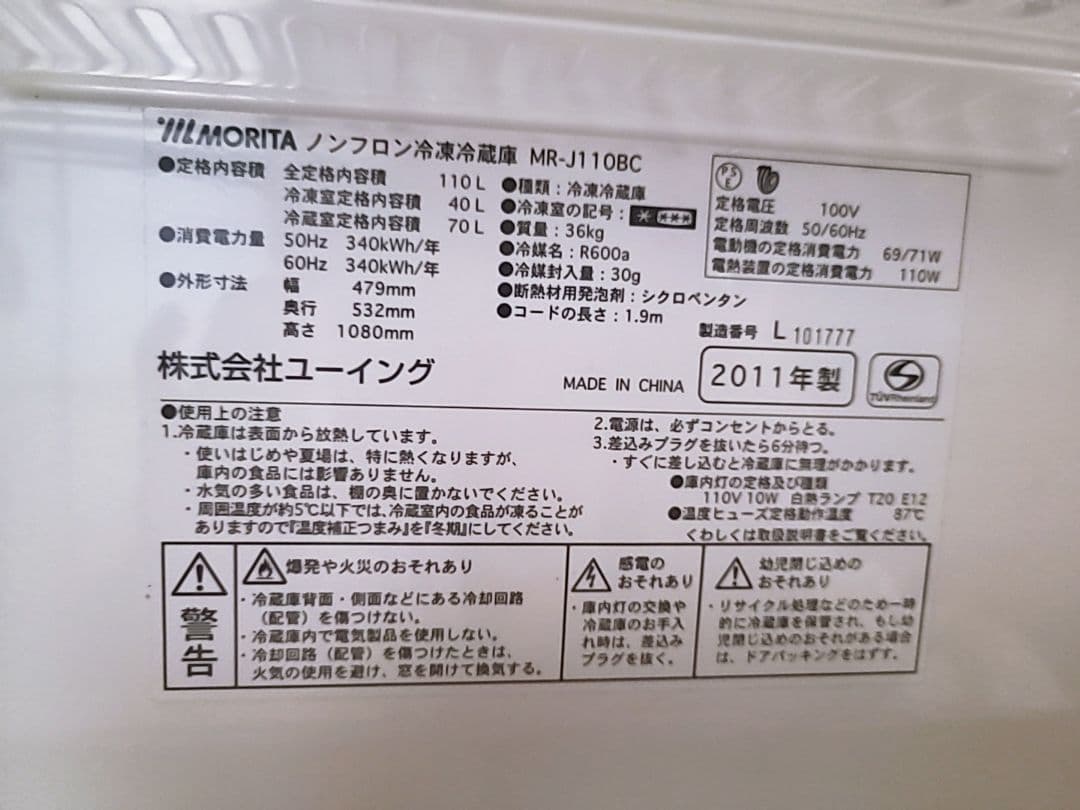 MORITA ノンフロン冷凍冷蔵庫 MR-J110BC
●定格内容積 全定格内容積 110L
冷凍室定格内容積 40L
冷蔵室定格内容積 70L
●消費電力量 50Hz 340kWh/年
60Hz 340kWh/年
●外形寸法 幅 479mm
奥行 532mm
高さ 1080mm
●種類:冷凍冷蔵庫
●冷凍室の記号:
●質量:36kg
●冷媒名:R600a
●冷媒封入量:30g
●断熱材用発泡剤:シクロペンタン
●コードの長さ:1.9m
PSE
定格電圧 100V
定格周波数 50/60Hz
電動機の定格消費電力 69/71W
電熱装置の定格消費電力 110W
製造番号 L 101777
株式会社ユーイング
MADE IN CHINA
2011年製
TÜVRheinland
●使用上の注意
1.冷蔵庫は表面から放熱しています。
・使いはじめや夏場は、特に熱くなりますが、
庫内の食品には影響ありません。
・水気の多い食品は、棚の奥に置かないでください。
・周囲温度が約5℃以下では、冷蔵室内の食品が凍ることが
ありますので『温度補正つまみ』を『冬期』にしてください。
2.電源は、必ずコンセントからとる。
3.差込みプラグを抜いたら6分待つ。
・すぐに差し込むと冷蔵庫に無理がかかります。
●庫内灯の定格及び種類
110V 10W 白熱ランプ T20 E12
●温度ヒューズ定格動作温度 87℃
くわしくは取扱説明書をご覧ください。
警告
爆発や火災のおそれあり
・冷蔵庫背面・側面などにある冷却回路
(配管)を傷つけない。
・冷蔵庫内で電気製品を使用しない。
・冷却回路(配管)を傷つけたときは、
火気の使用を避け、窓を開けて換気する。
感電の
おそれあり
・庫内灯の交換や
冷蔵庫のお手入
れ時は、差込み
プラグを抜く。
幼児閉じ込めの
おそれあり
・リサイクル処理などのため一時
的に冷蔵庫を保管され、もし幼
児閉じ込めのおそれがある場合
は、ドアパッキングをはずす。